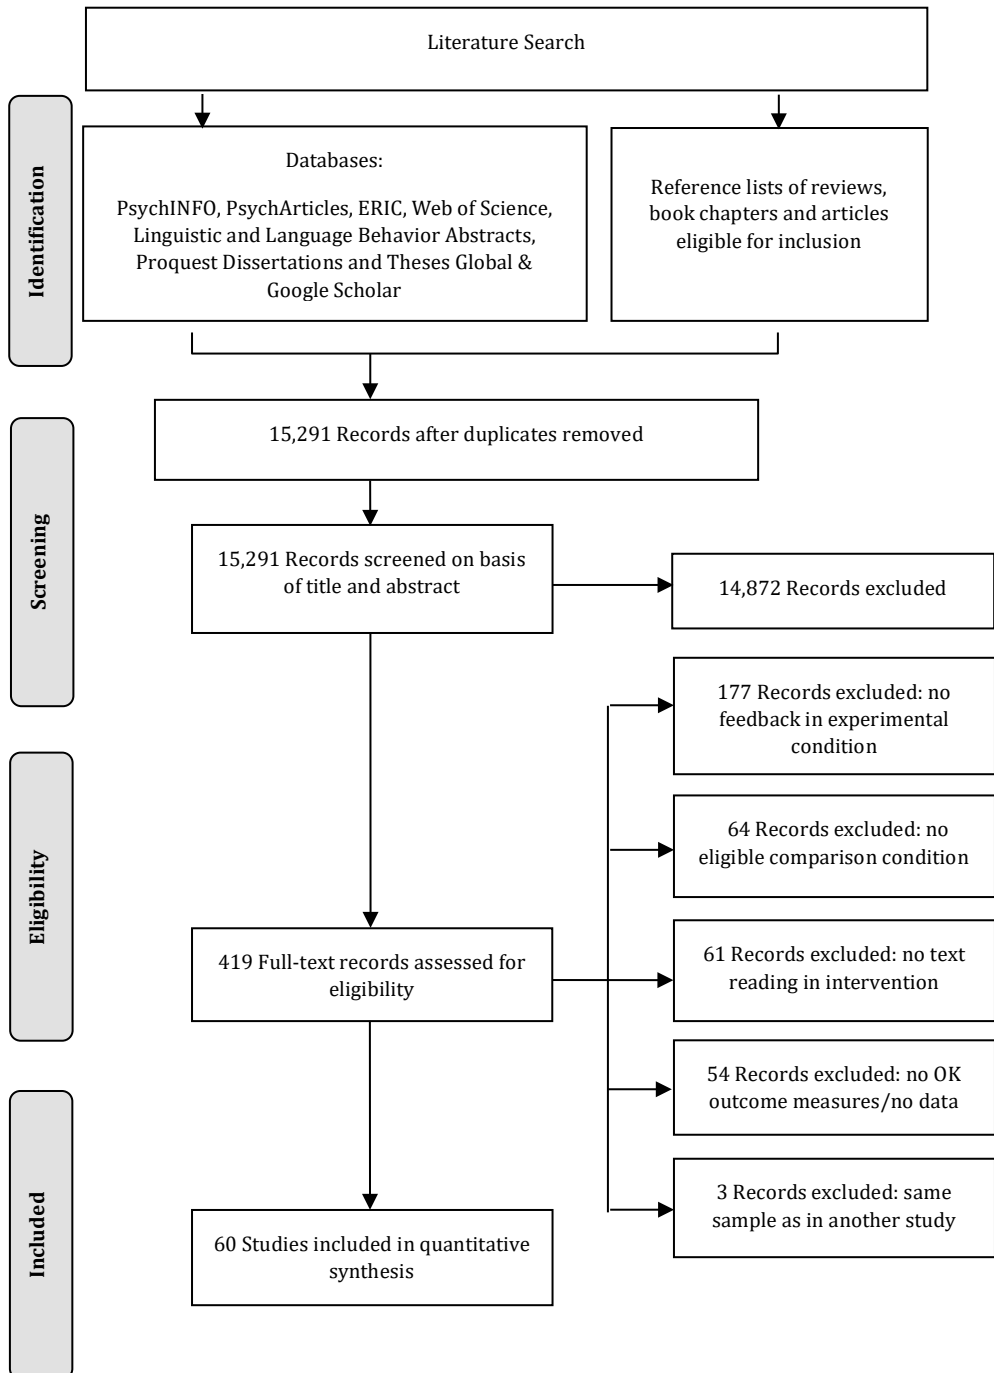 Literature Search
Identification
Databases:
PsychINFO, PsychArticles, ERIC, Web of Science,
Linguistic and Language Behavior Abstracts,
Proquest Dissertations and Theses Global &
Google Scholar
Reference lists of reviews,
book chapters and articles
eligible for inclusion
15,291 Records after duplicates removed
Screening
15,291 Records screened on basis
of title and abstract
14,872 Records excluded
177 Records excluded: no
feedback in experimental
condition
64 Records excluded: no
eligible comparison condition
Eligibility
419 Full-text records assessed for
eligibility
61 Records excluded: no text
reading in intervention
54 Records excluded: no OK
outcome measures/no data
3 Records excluded: same
sample as in another study
Included
60 Studies included in quantitative
synthesis